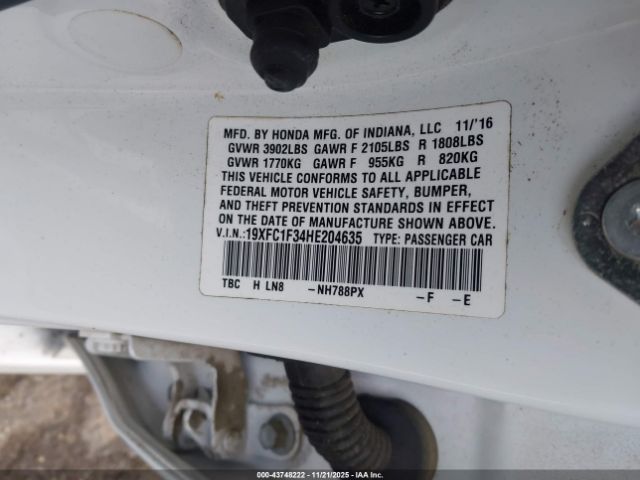 MFD. BY HONDA MFG. OF INDIANA, LLC 11/'16
GVWR 3902LBS GAWR F 2105LBS R 1808LBS
GVWR 1770KG GAWR F 955KG R 820KG
THIS VEHICLE CONFORMS TO ALL APPLICABLE
FEDERAL MOTOR VEHICLE SAFETY, BUMPER,
AND THEFT PREVENTION STANDARDS IN EFFECT
ON THE DATE OF MANUFACTURE SHOWN ABOVE.
V.I.N.:19XFC1F34HE204635 TYPE: PASSENGER CAR
TBC H LN8 -NH788PX -F -E
000-43748222 - 11/21/2025 - IAAI.COM